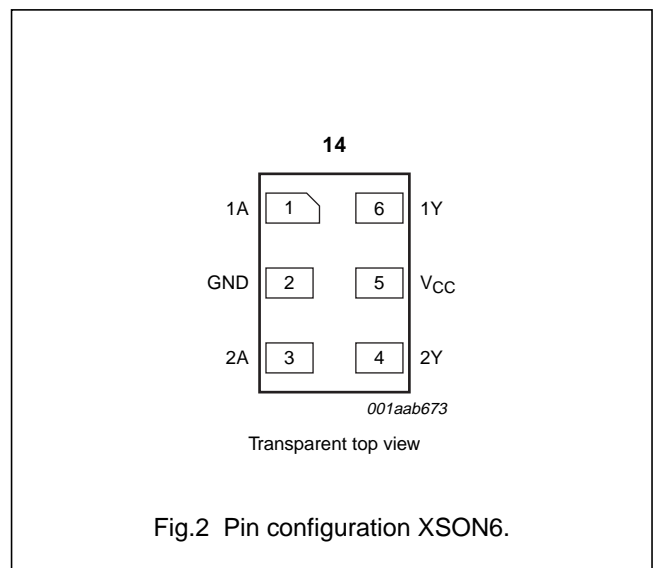 14
1A 1 6 1Y
GND 2 5 VCC
2A 3 4 2Y
001aab673
Transparent top view
Fig.2 Pin configuration XSON6.